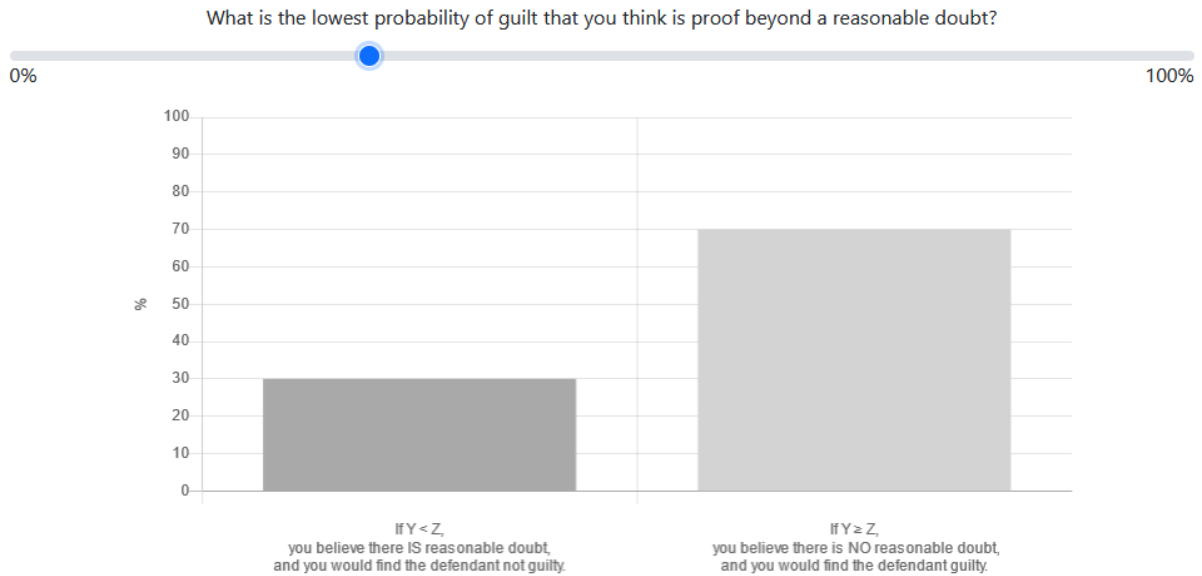 What is the lowest probability of guilt that you think is proof beyond a reasonable doubt?
0%
100%
100
90
80
70
60
50
40
30
20
10
0
%
If Y < Z,
you believe there IS reasonable doubt,
and you would find the defendant not guilty.
If Y ≥ Z,
you believe there is NO reasonable doubt,
and you would find the defendant guilty.